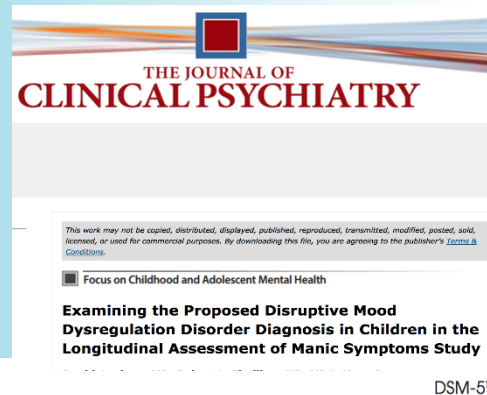 THE JOURNAL OF
CLINICAL PSYCHIATRY
This work may not be copied, distributed, displayed, published, reproduced, transmitted, modified, posted, sold,
licensed, or used for commercial purposes. By downloading this file, you are agreeing to the publisher's Terms &
Conditions.
Focus on Childhood and Adolescent Mental Health
Examining the Proposed Disruptive Mood
Dysregulation Disorder Diagnosis in Children in the
Longitudinal Assessment of Manic Symptoms Study
DSM-5